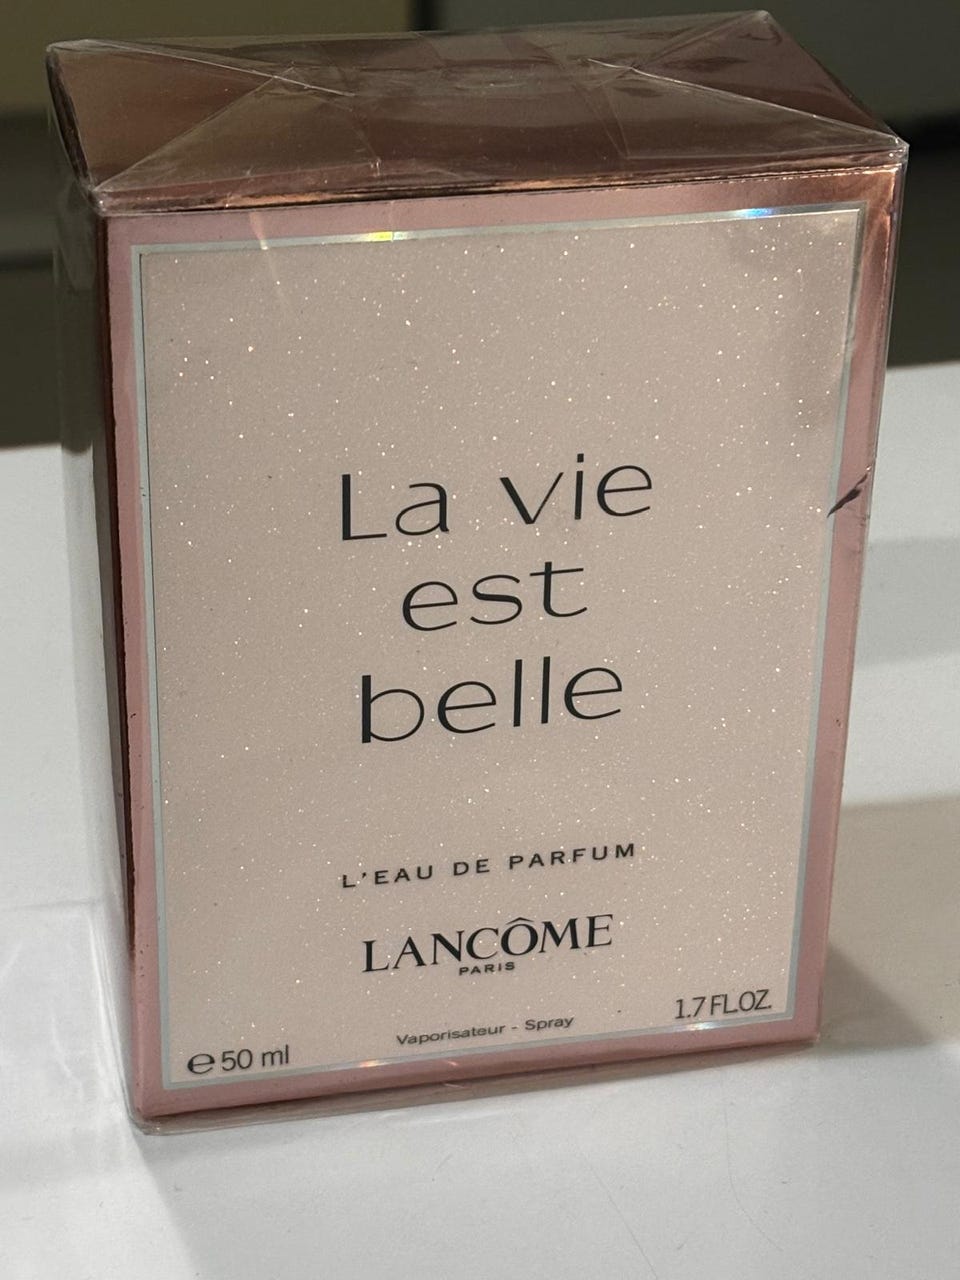 La vie
est
belle
L'EAU DE PARFUM
LANCÔME
PARIS
Vaporisateur - Spray
℮ 50 ml
1.7 FL.OZ.